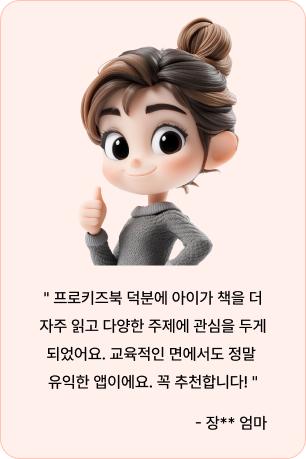 " 프로키즈북 덕분에 아이가 책을 더
자주 읽고 다양한 주제에 관심을 두게
되었어요. 교육적인 면에서도 정말
유익한 앱이에요. 꼭 추천합니다! "
- 장** 엄마